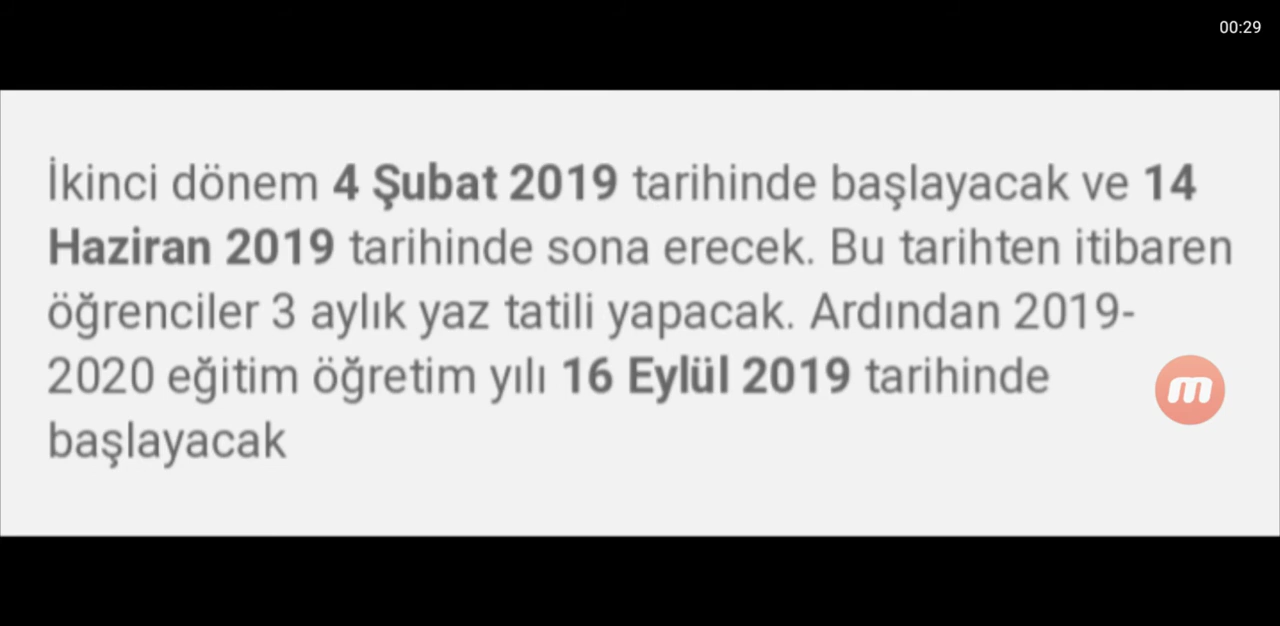 00:29
İkinci dönem 4 Şubat 2019 tarihinde başlayacak ve 14
Haziran 2019 tarihinde sona erecek. Bu tarihten itibaren
öğrenciler 3 aylık yaz tatili yapacak. Ardından 2019-
2020 eğitim öğretim yılı 16 Eylül 2019 tarihinde
m
başlayacak